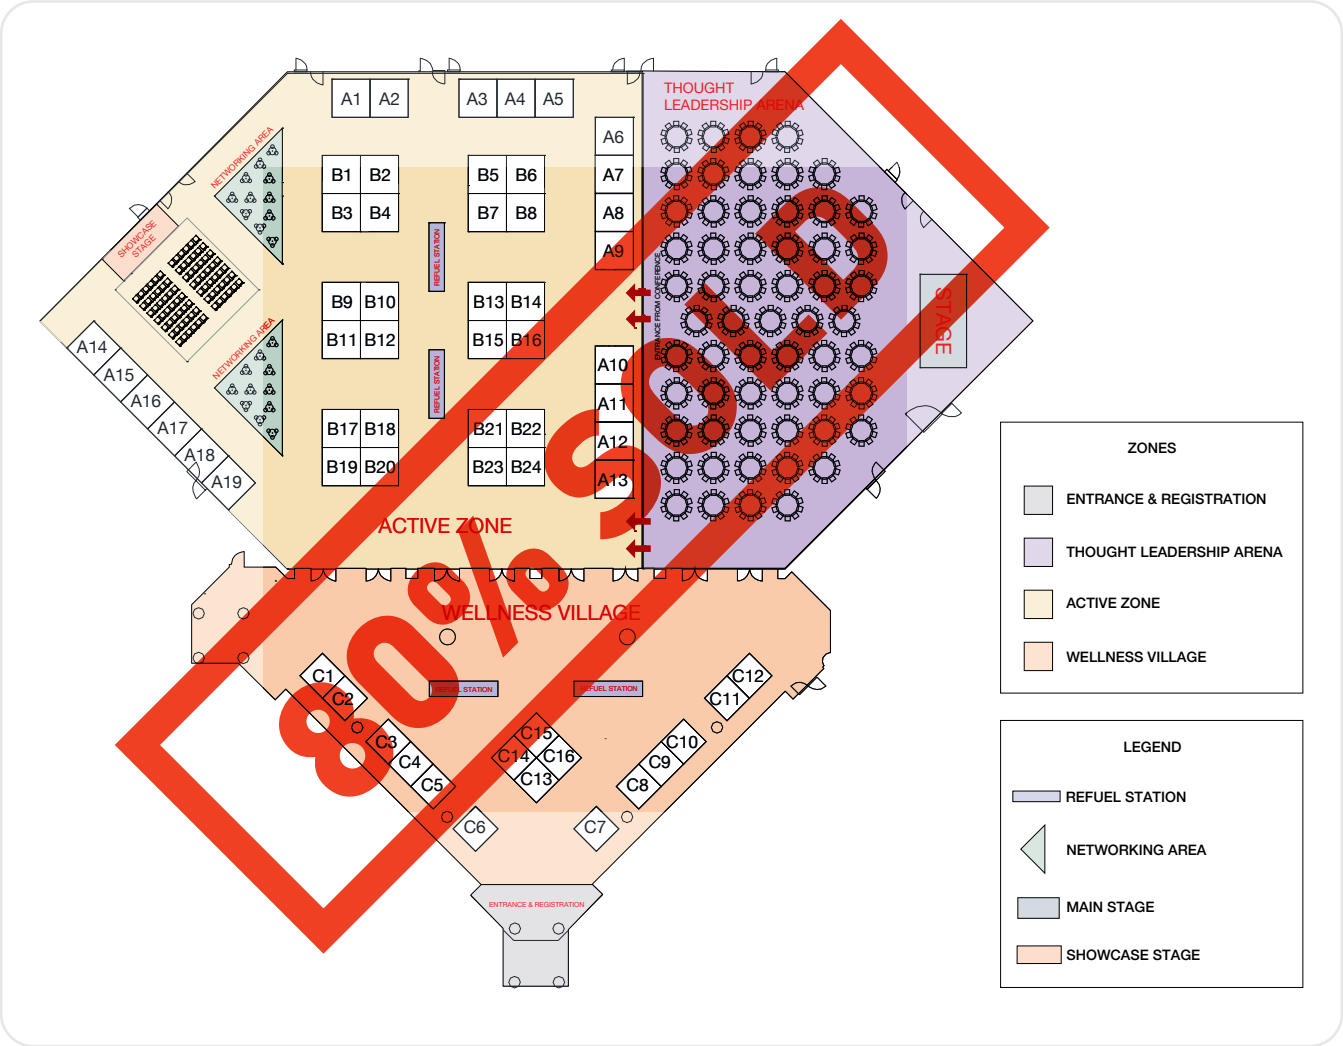 THOUGHT
LEADERSHIP ARENA
A1 A2
A3 A4 A5
A6
A7
A8
A9
B1 B2
B3 B4
B5 B6
B7 B8
NETWORKING AREA
SHOWCASE
STAGE
REFUEL STATION
ENTRANCE FROM CONFERENCE
STAGE
B9 B10
B11 B12
B13 B14
B15 B16
NETWORKING AREA
REFUEL STATION
A10
A11
A12
A13
A14
A15
A16
A17
A18
A19
B17 B18
B19 B20
B21 B22
B23 B24
ACTIVE ZONE
80% SOLD
WELLNESS VILLAGE
REFUEL STATION
REFUEL STATION
C1
C2
C3
C4
C5
C6
C7
C8
C9
C10
C11
C12
C15
C14 C16
C13
ENTRANCE & REGISTRATION
ZONES
ENTRANCE & REGISTRATION
THOUGHT LEADERSHIP ARENA
ACTIVE ZONE
WELLNESS VILLAGE
LEGEND
REFUEL STATION
NETWORKING AREA
MAIN STAGE
SHOWCASE STAGE